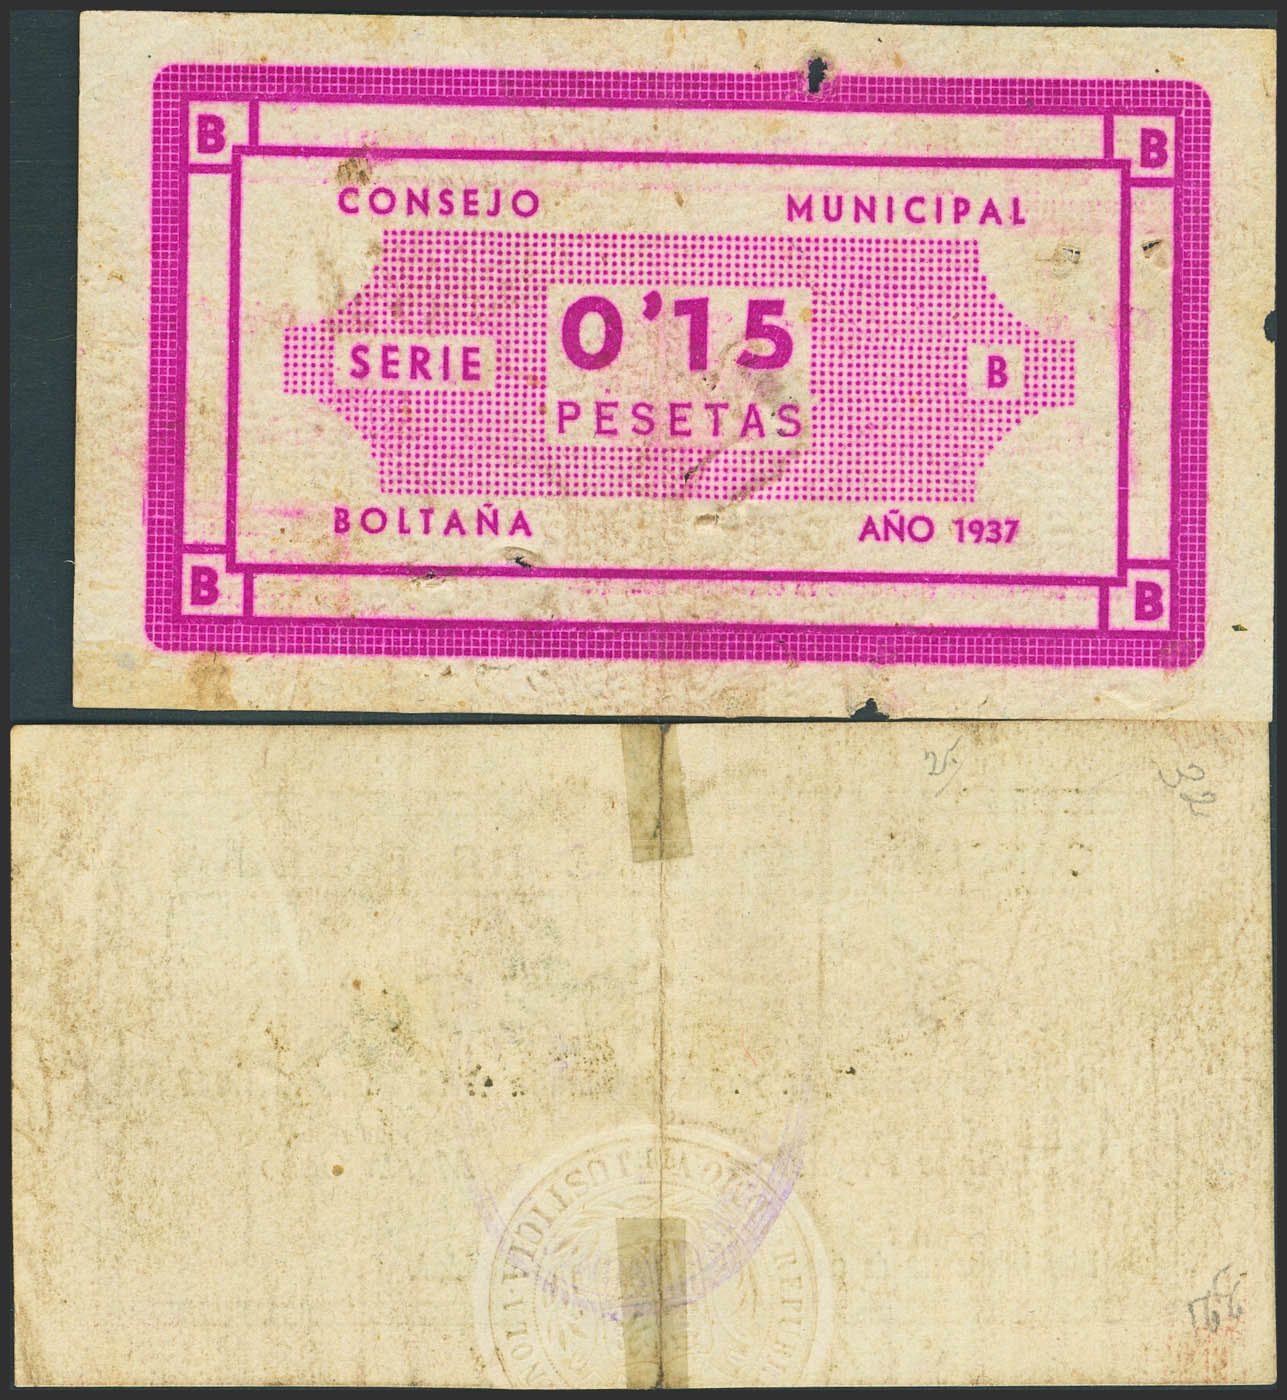 B B
CONSEJO MUNICIPAL
0'15
SERIE B
PESETAS
BOLTAÑA AÑO 1937
B B